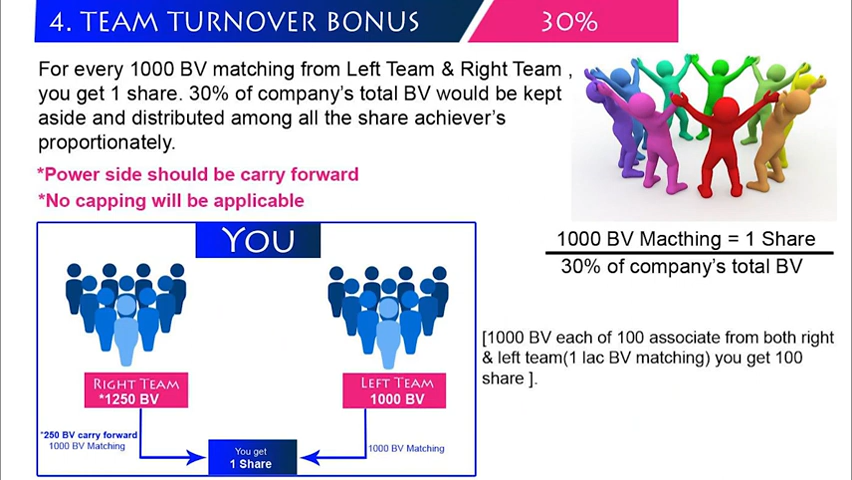 4. TEAM TURNOVER BONUS
30%
For every 1000 BV matching from Left Team & Right Team ,
you get 1 share. 30% of company's total BV would be kept
aside and distributed among all the share achiever's
proportionately.
*Power side should be carry forward
*No capping will be applicable
YOU
RIGHT TEAM
*1250 BV
LEFT TEAM
1000 BV
*250 BV carry forward
1000 BV Matching
1000 BV Matching
You get
1 Share
1000 BV Macthing = 1 Share
30% of company's total BV
[1000 BV each of 100 associate from both right
& left team(1 lac BV matching) you get 100
share ].